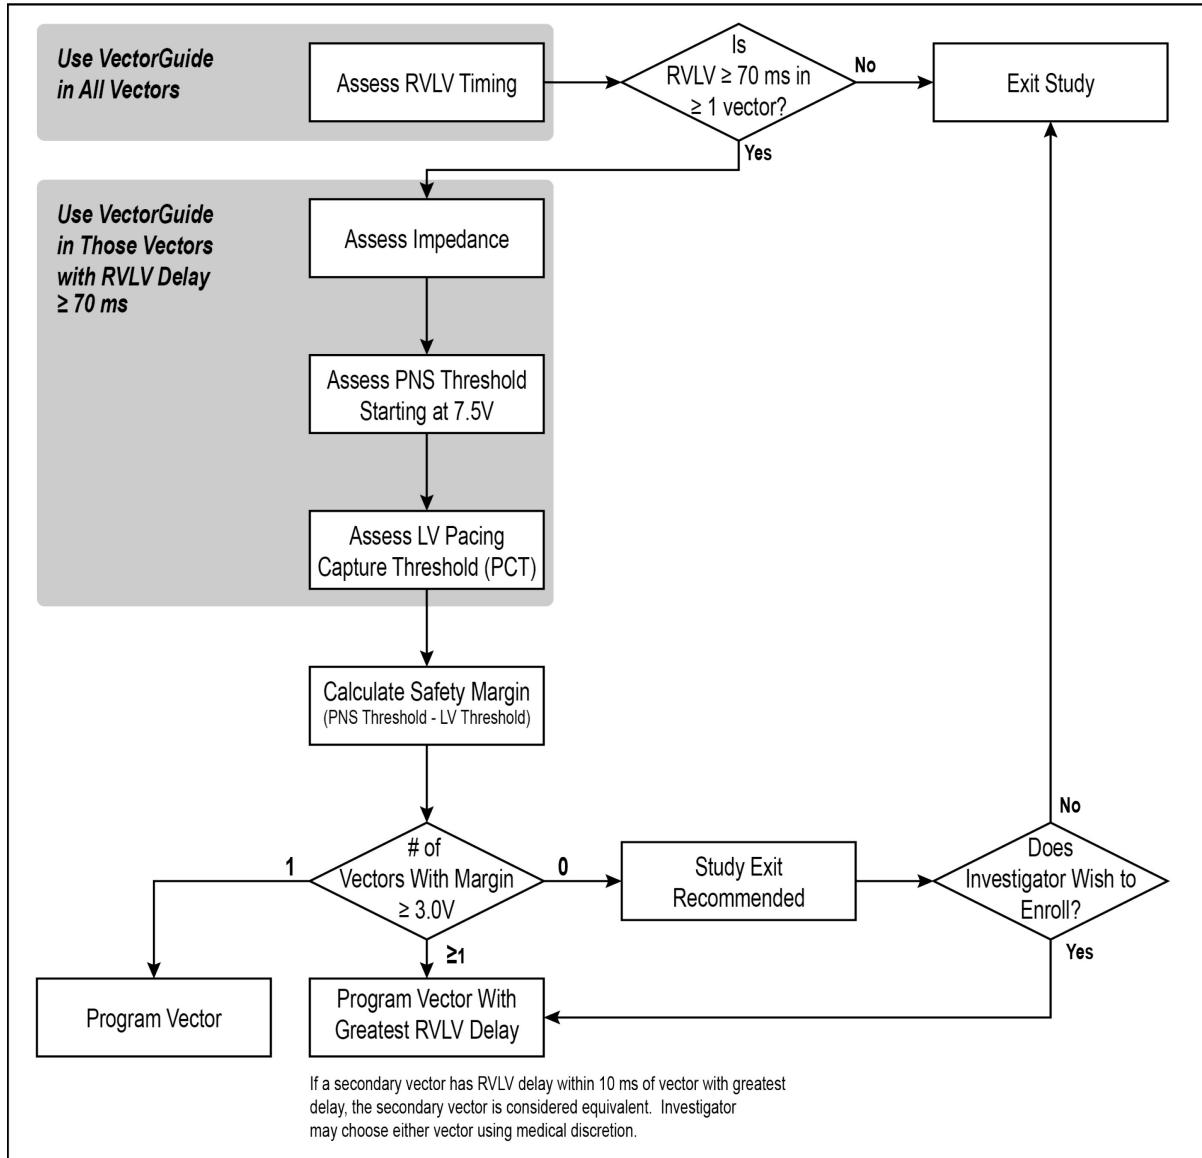 Use VectorGuide
in All Vectors
Assess RVLV Timing
Is
RVLV ≥ 70 ms in
≥ 1 vector?
No
Exit Study
Yes
Use VectorGuide
in Those Vectors
with RVLV Delay
≥ 70 ms
Assess Impedance
Assess PNS Threshold
Starting at 7.5V
Assess LV Pacing
Capture Threshold (PCT)
Calculate Safety Margin
(PNS Threshold - LV Threshold)
# of
Vectors With Margin
≥ 3.0V
1
0
≥1
Study Exit
Recommended
Does
Investigator Wish to
Enroll?
No
Yes
Program Vector
Program Vector With
Greatest RVLV Delay
If a secondary vector has RVLV delay within 10 ms of vector with greatest
delay, the secondary vector is considered equivalent. Investigator
may choose either vector using medical discretion.